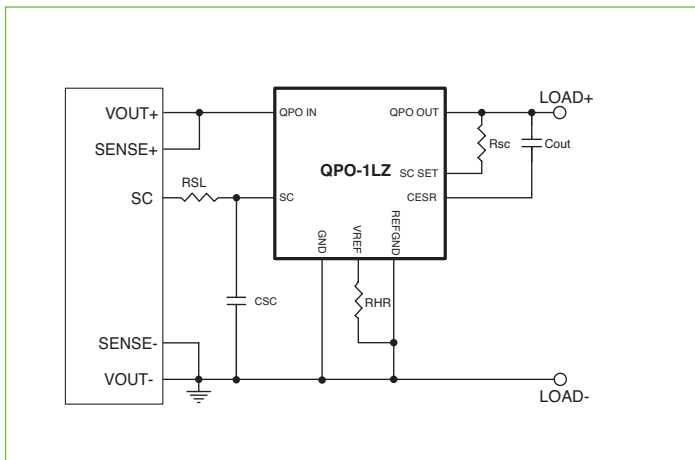 VOUT+
SENSE+
SC
SENSE-
VOUT-
RSL
CSC
QPO IN
QPO OUT
QPO-1LZ
SC SET
SC
CESR
GND
VREF
REFGND
RHR
Rsc
Cout
LOAD+
LOAD-